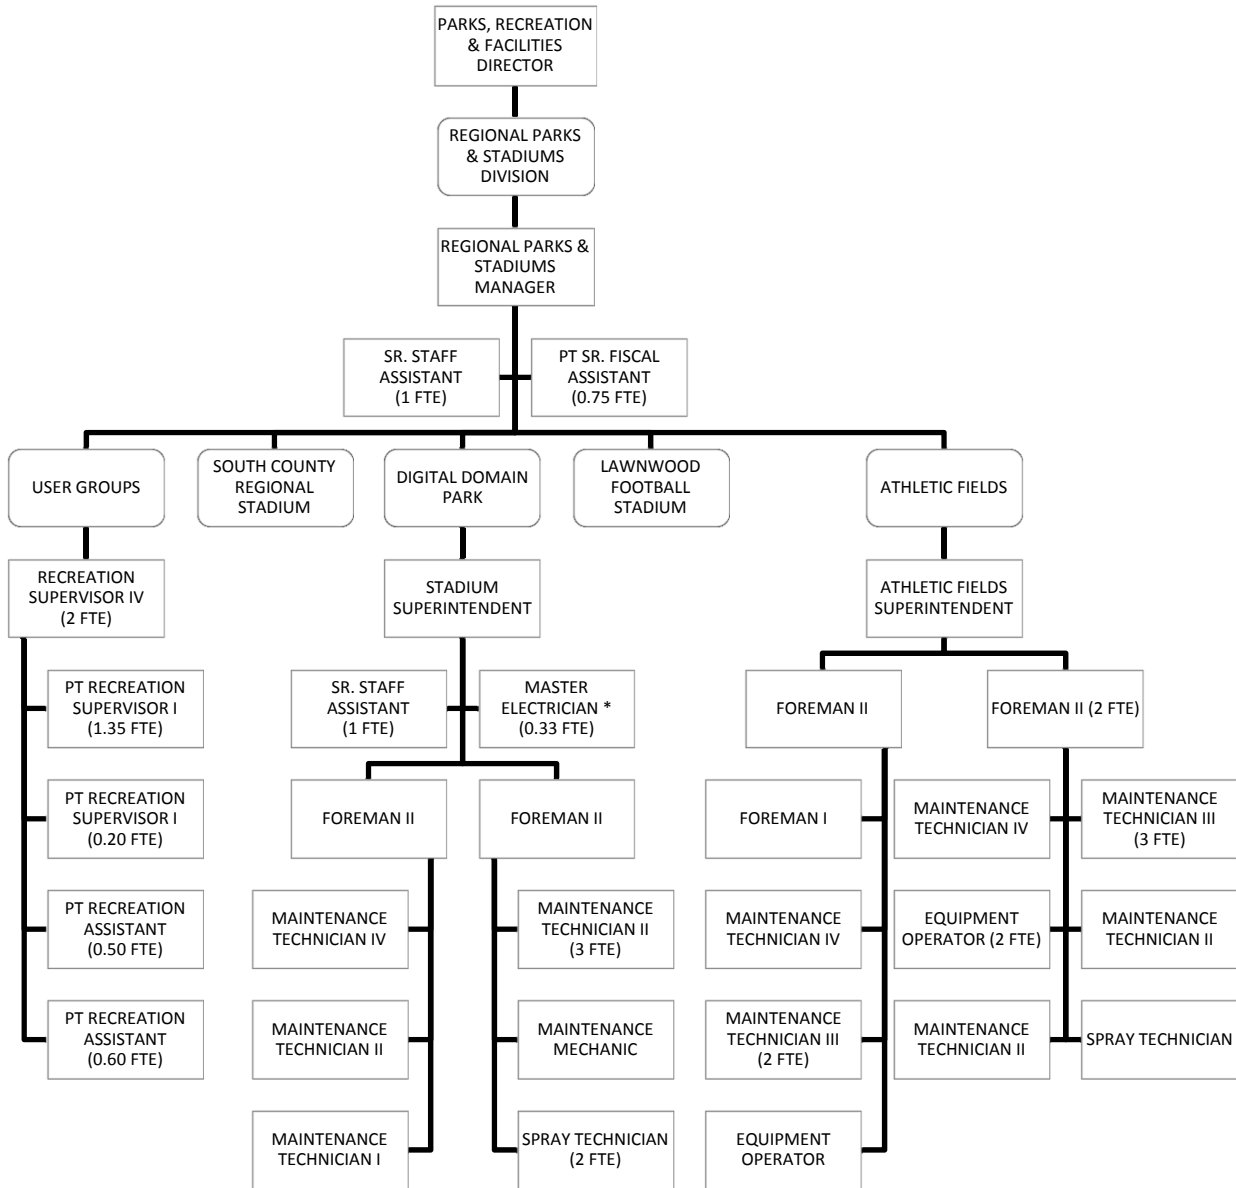 PARKS, RECREATION
& FACILITIES
DIRECTOR
REGIONAL PARKS
& STADIUMS
DIVISION
REGIONAL PARKS &
STADIUMS
MANAGER
SR. STAFF
ASSISTANT
(1 FTE)
PT SR. FISCAL
ASSISTANT
(0.75 FTE)
USER GROUPS
SOUTH COUNTY
REGIONAL
STADIUM
DIGITAL DOMAIN
PARK
LAWNWOOD
FOOTBALL
STADIUM
ATHLETIC FIELDS
RECREATION
SUPERVISOR IV
(2 FTE)
STADIUM
SUPERINTENDENT
ATHLETIC FIELDS
SUPERINTENDENT
PT RECREATION
SUPERVISOR I
(1.35 FTE)
SR. STAFF
ASSISTANT
(1 FTE)
MASTER
ELECTRICIAN *
(0.33 FTE)
FOREMAN II
FOREMAN II (2 FTE)
PT RECREATION
SUPERVISOR I
(0.20 FTE)
FOREMAN II
FOREMAN II
FOREMAN I
MAINTENANCE
TECHNICIAN IV
MAINTENANCE
TECHNICIAN III
(3 FTE)
PT RECREATION
ASSISTANT
(0.50 FTE)
MAINTENANCE
TECHNICIAN IV
MAINTENANCE
TECHNICIAN II
(3 FTE)
MAINTENANCE
TECHNICIAN IV
EQUIPMENT
OPERATOR (2 FTE)
MAINTENANCE
TECHNICIAN II
PT RECREATION
ASSISTANT
(0.60 FTE)
MAINTENANCE
TECHNICIAN II
MAINTENANCE
MECHANIC
MAINTENANCE
TECHNICIAN III
(2 FTE)
MAINTENANCE
TECHNICIAN II
SPRAY TECHNICIAN
MAINTENANCE
TECHNICIAN I
SPRAY TECHNICIAN
(2 FTE)
EQUIPMENT
OPERATOR